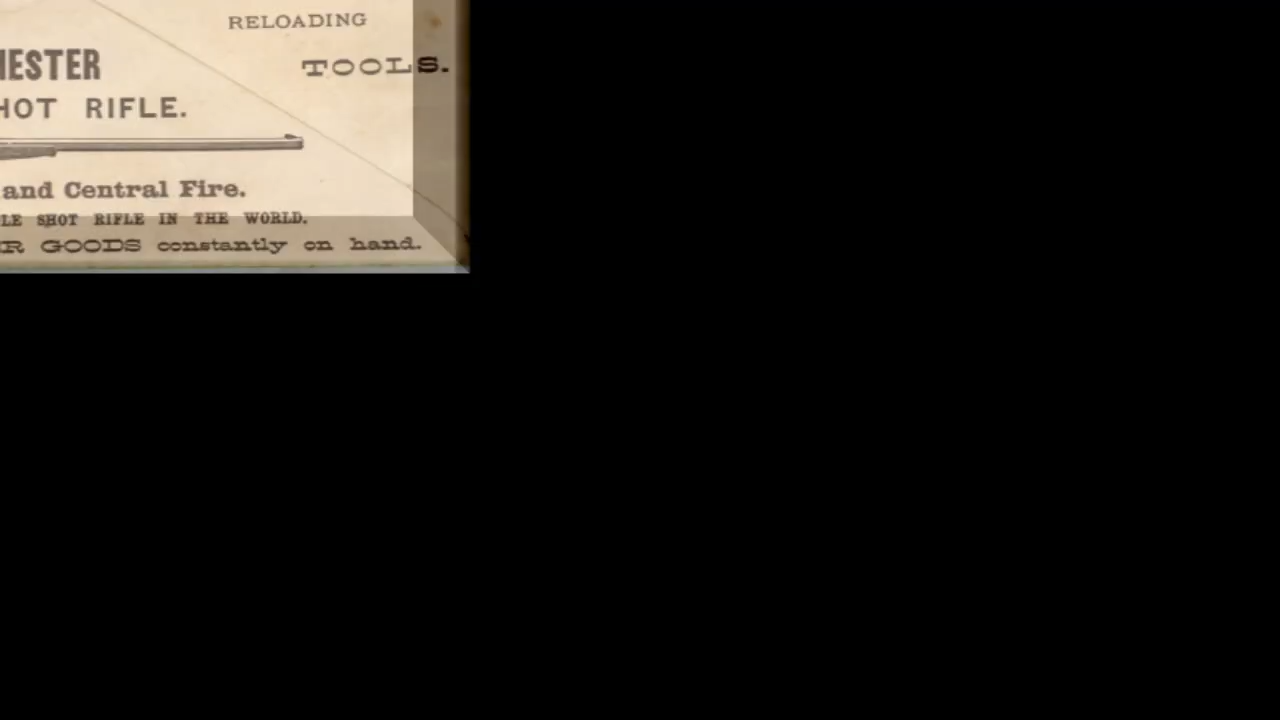 RELOADING
HESTER
TOOLS.
HOT RIFLE.
and Central Fire.
LE SHOT RIFLE IN THE WORLD.
R GOODS constantly on hand.